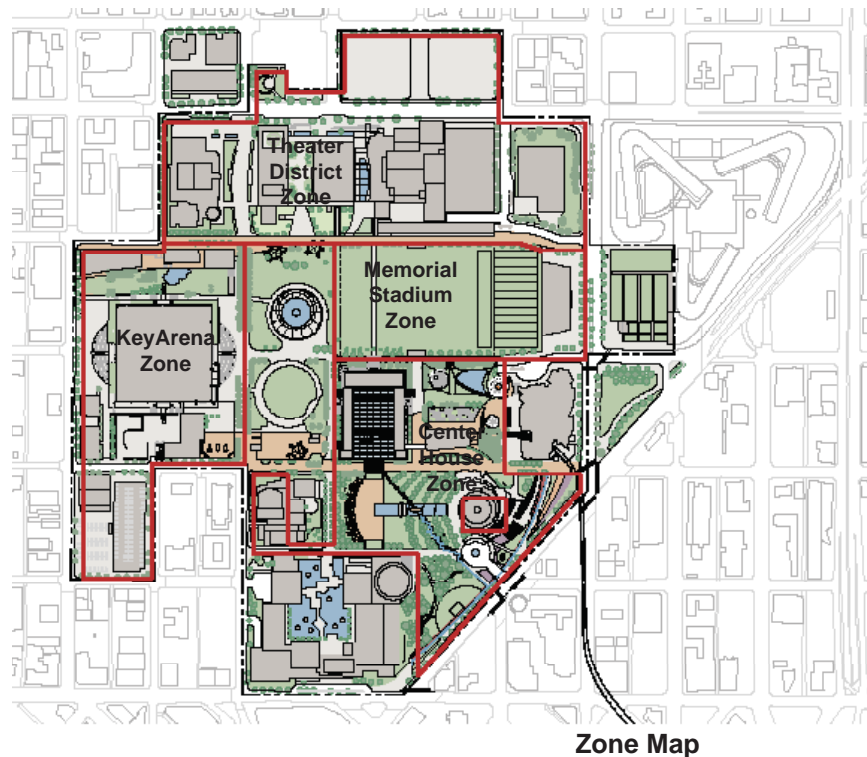 Theater
District
Zone
Memorial
Stadium
Zone
KeyArena
Zone
Center
House
Zone
Zone Map